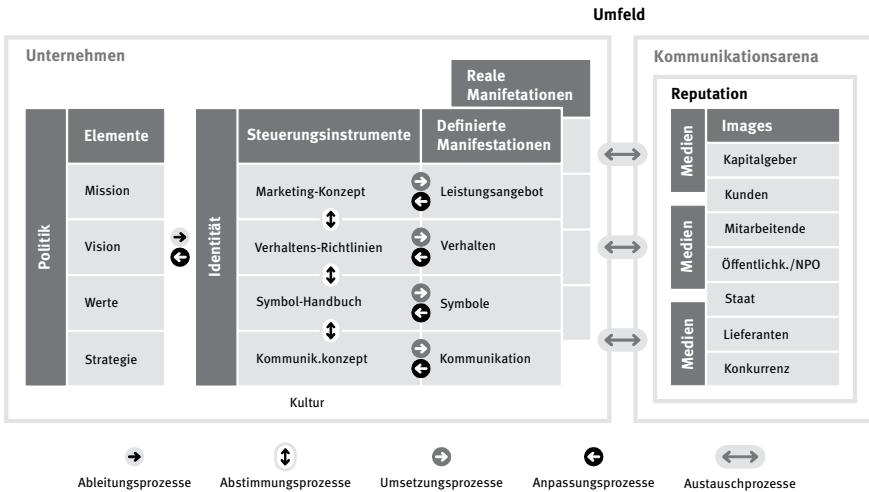 Umfeld
Unternehmen
Kommunikationsarena
Reale
Manifetationen
Reputation
Politik
Elemente
Mission
Vision
Werte
Strategie
Identität
Steuerungsinstrumente
Definierte
Manifestationen
Marketing-Konzept
Leistungsangebot
Verhaltens-Richtlinien
Verhalten
Symbol-Handbuch
Symbole
Kommunik.konzept
Kommunikation
Kultur
Medien
Medien
Medien
Images
Kapitalgeber
Kunden
Mitarbeitende
Öffentlichk./NPO
Staat
Lieferanten
Konkurrenz
Ableitungsprozesse
Abstimmungsprozesse
Umsetzungsprozesse
Anpassungsprozesse
Austauschprozesse